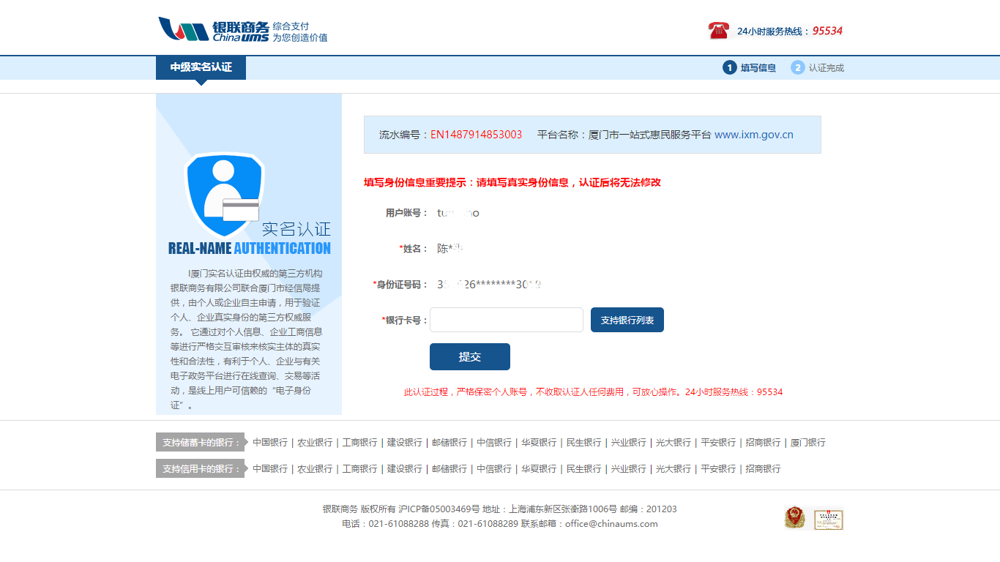 银联商务 综合支付
China ums 为您创造价值
24小时服务热线：95534
中级实名认证
1 填写信息 2 认证完成
流水编号：EN1487914853003 平台名称：厦门市一站式惠民服务平台 www.ixm.gov.cn
填写身份信息重要提示：请填写真实身份信息，认证后将无法修改
用户账号：
*姓名： 陈*
*身份证号码：
*银行卡号： 支持银行列表
提交
此认证过程，严格保密个人账号，不收取认证人任何费用，可放心操作。24小时服务热线：95534
实名认证
REAL-NAME AUTHENTICATION
I厦门实名认证由权威的第三方机构
银联商务有限公司联合厦门市经信局提
供，由个人或企业自主申请，用于验证
个人、企业真实身份的第三方权威服
务。 它通过对个人信息、企业工商信息
等进行严格交互审核来核实主体的真实
性和合法性，有利于个人、企业与有关
电子政务平台进行在线查询、交易等活
动，是线上用户可信赖的“电子身份
证”。
支持储蓄卡的银行： 中国银行 | 农业银行 | 工商银行 | 建设银行 | 邮储银行 | 中信银行 | 华夏银行 | 民生银行 | 兴业银行 | 光大银行 | 平安银行 | 招商银行 | 厦门银行
支持信用卡的银行： 中国银行 | 农业银行 | 工商银行 | 建设银行 | 邮储银行 | 中信银行 | 华夏银行 | 民生银行 | 兴业银行 | 光大银行 | 平安银行 | 招商银行
银联商务 版权所有 沪ICP备05003469号 地址：上海浦东新区张衡路1006号 邮编：201203
电话：021-61088288 传真：021-61088289 联系邮箱：office@chinaums.com